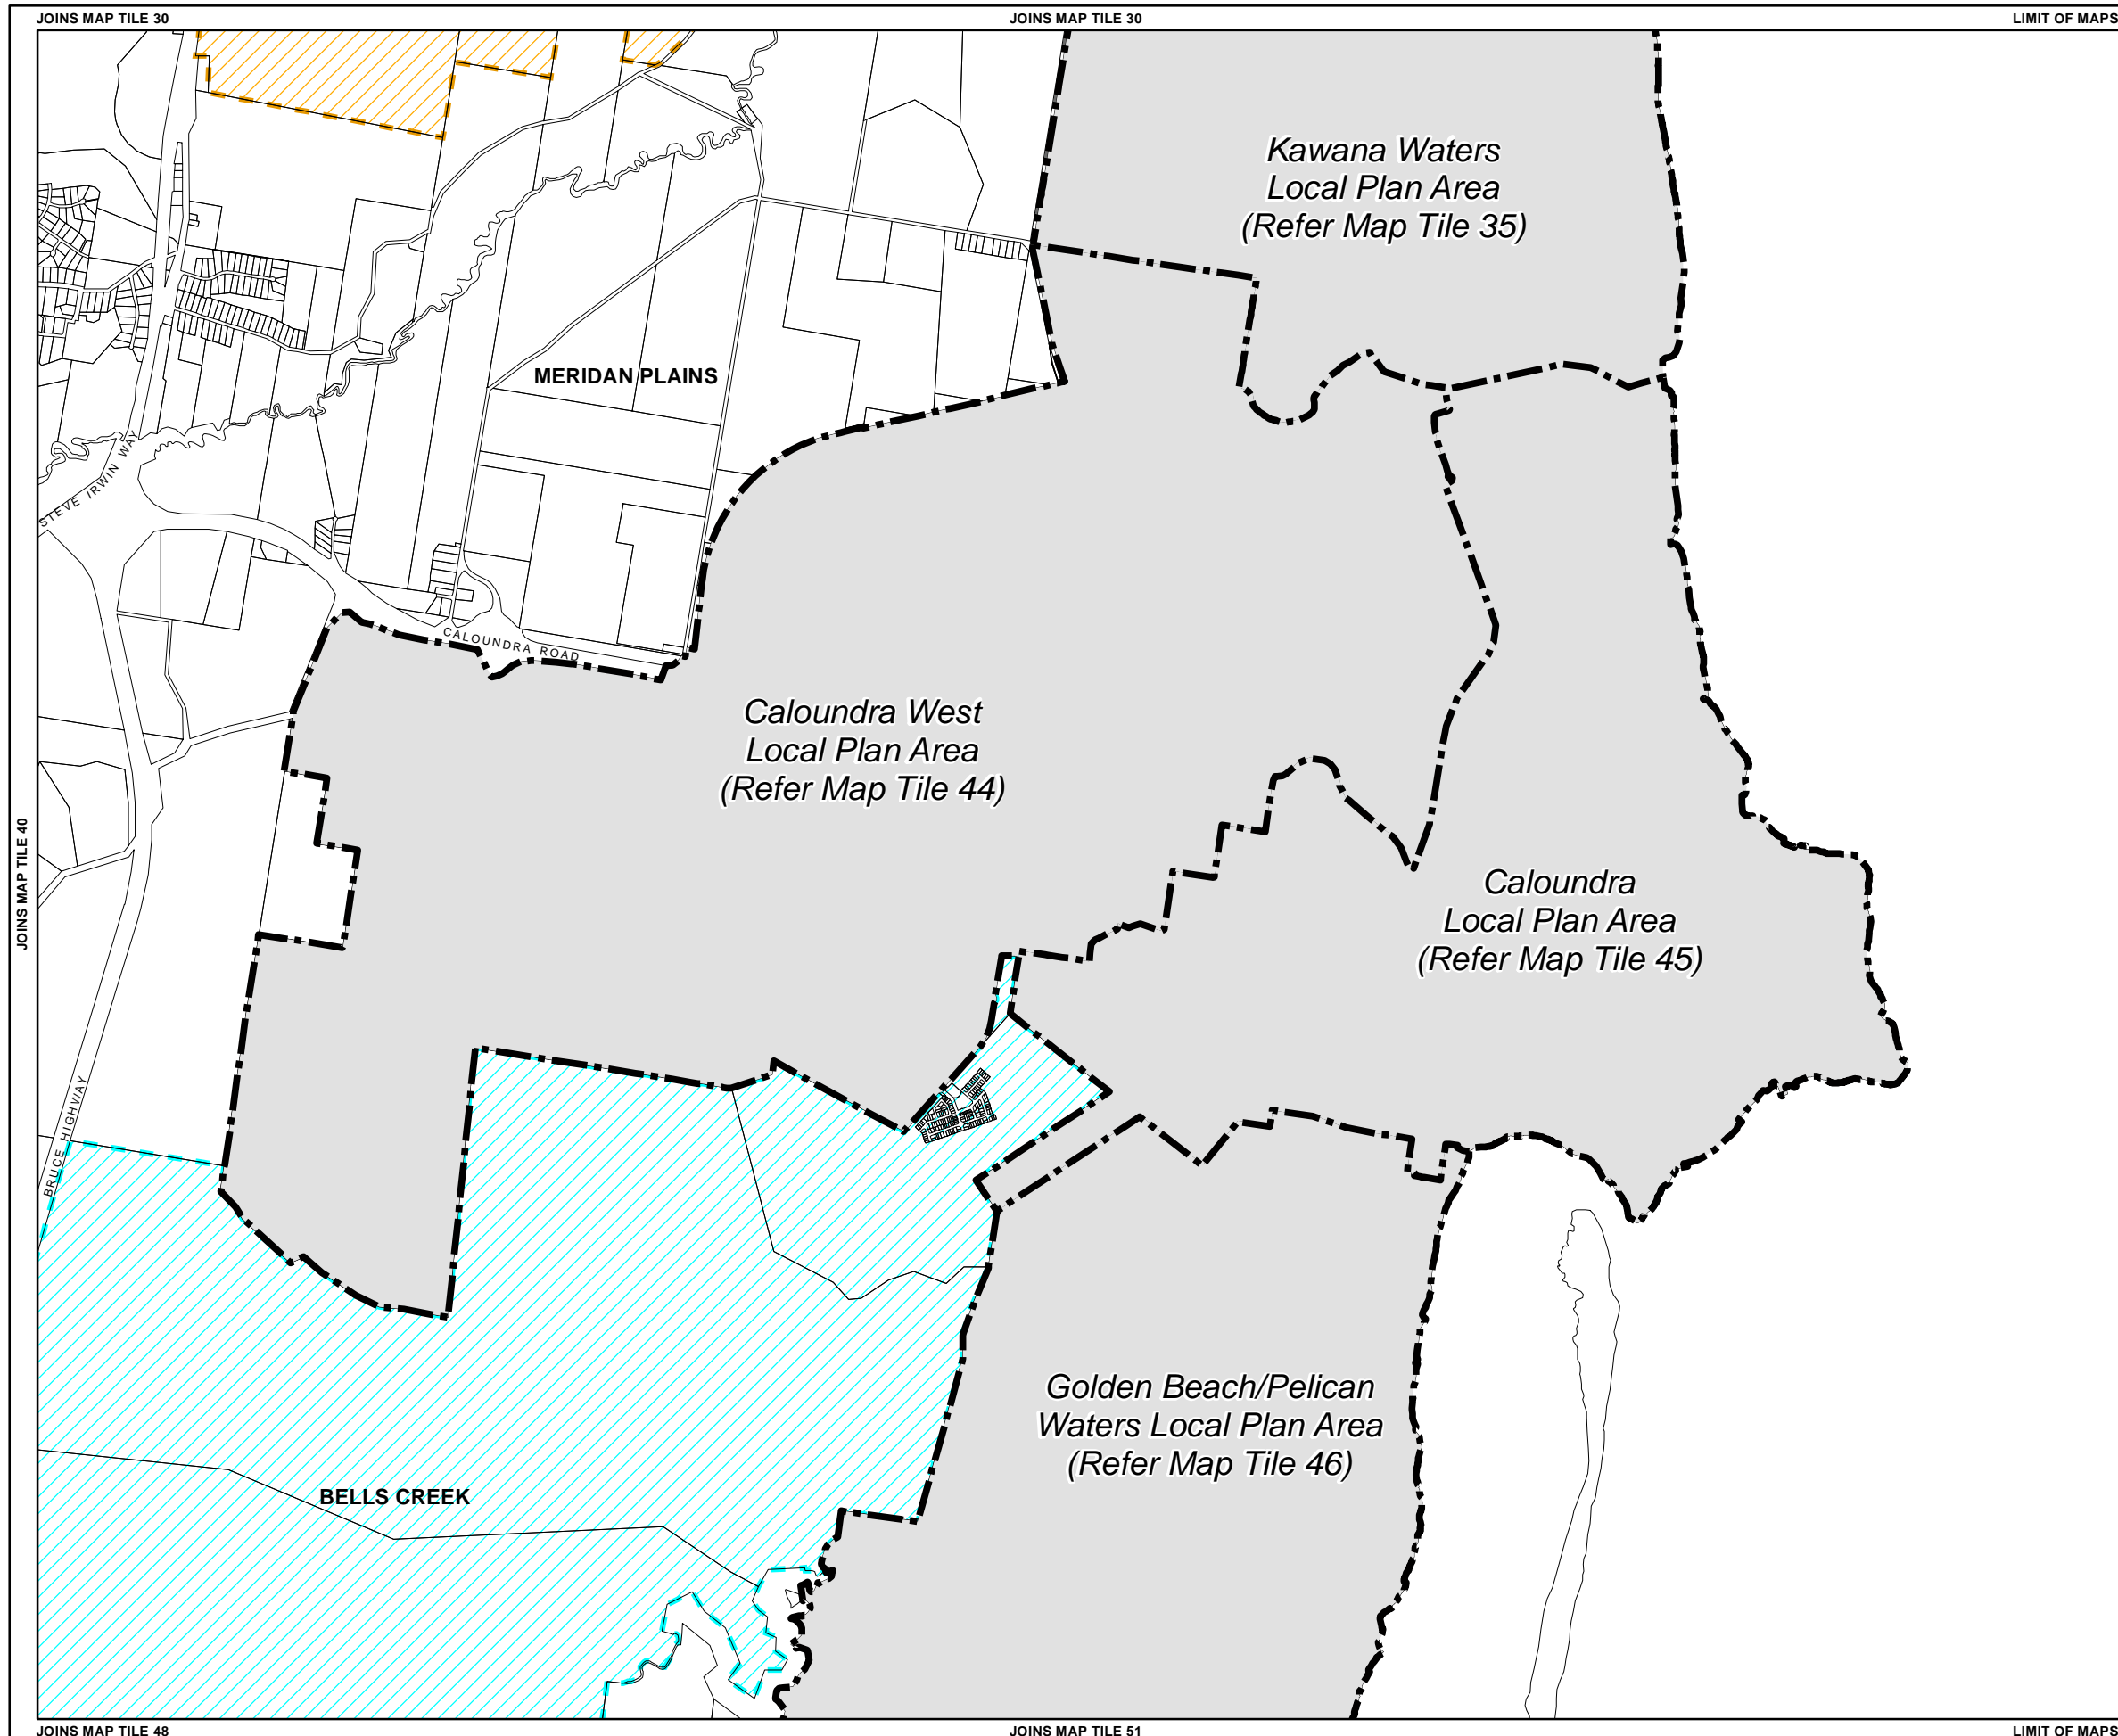 JOINS MAP TILE 30
JOINS MAP TILE 30
LIMIT OF MAPS
Kawana Waters
Local Plan Area
(Refer Map Tile 35)
MERIDAN PLAINS
STEVE IRWIN WAY
CALOUNDRA ROAD
Caloundra West
Local Plan Area
(Refer Map Tile 44)
JOINS MAP TILE 40
Caloundra
Local Plan Area
(Refer Map Tile 45)
BRUCE HIGHWAY
Golden Beach/Pelican
Waters Local Plan Area
(Refer Map Tile 46)
BELLS CREEK
JOINS MAP TILE 48
JOINS MAP TILE 51
LIMIT OF MAPS